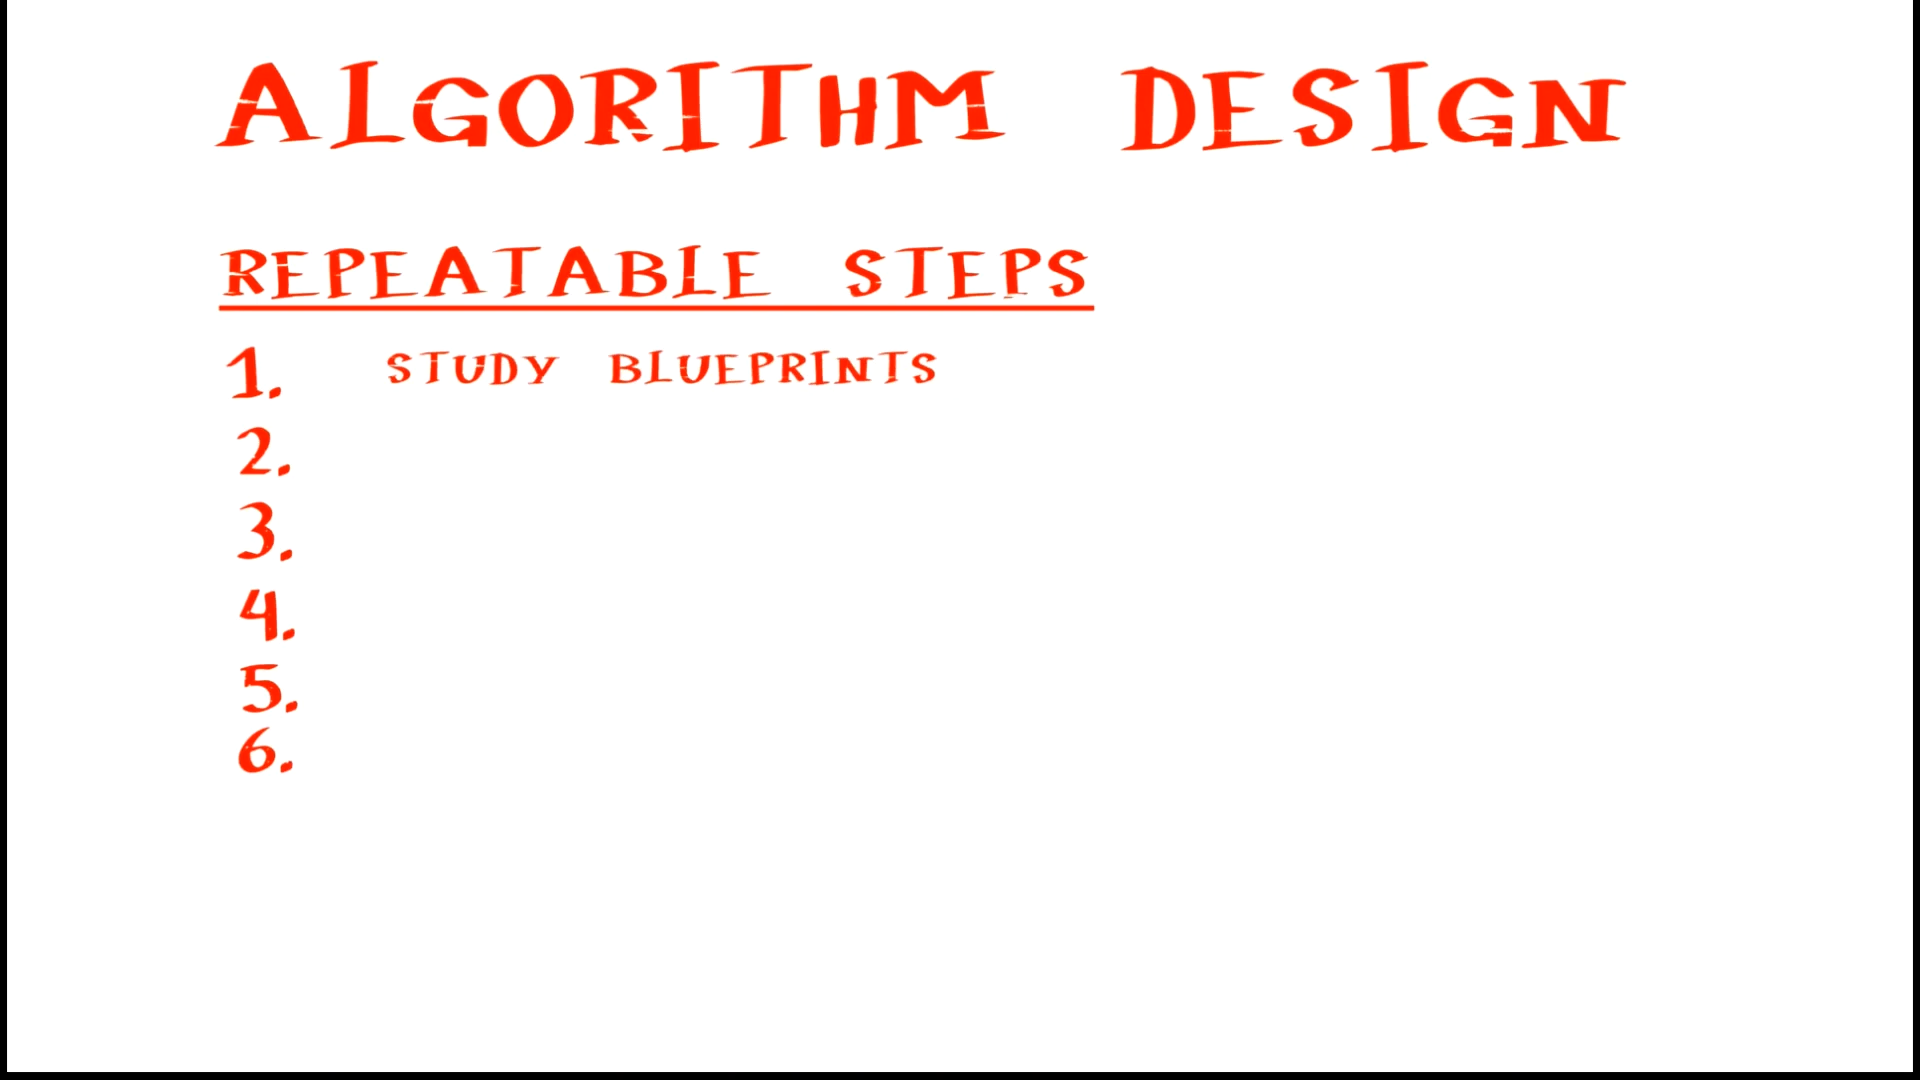 ALGORITHM DESIGN
REPEATABLE STEPS
1. STUDY BLUEPRINTS
2.
3.
4.
5.
6.